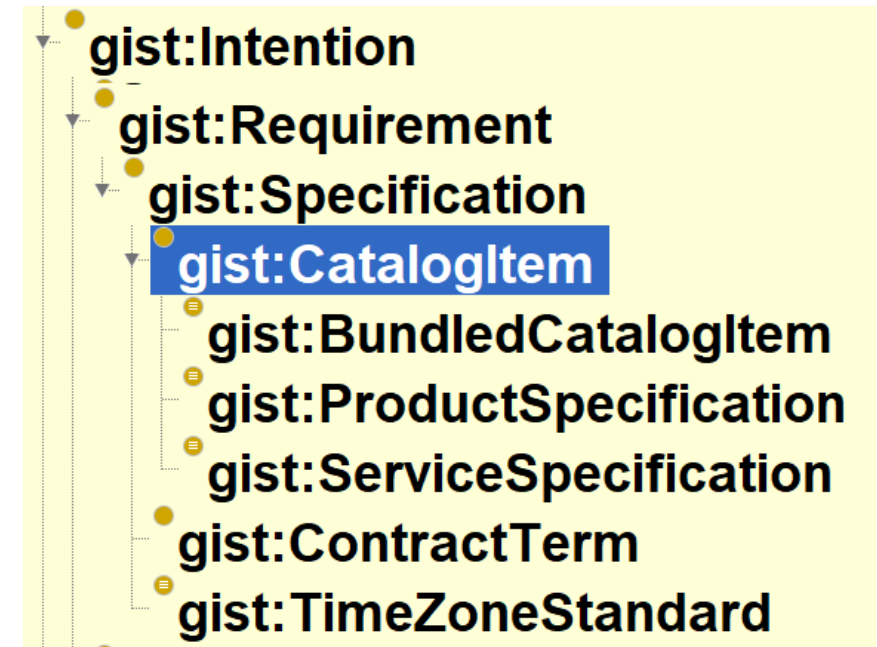 gist:Intention
gist:Requirement
gist:Specification
gist:CatalogItem
gist:BundledCatalogItem
gist:ProductSpecification
gist:ServiceSpecification
gist:ContractTerm
gist:TimeZoneStandard